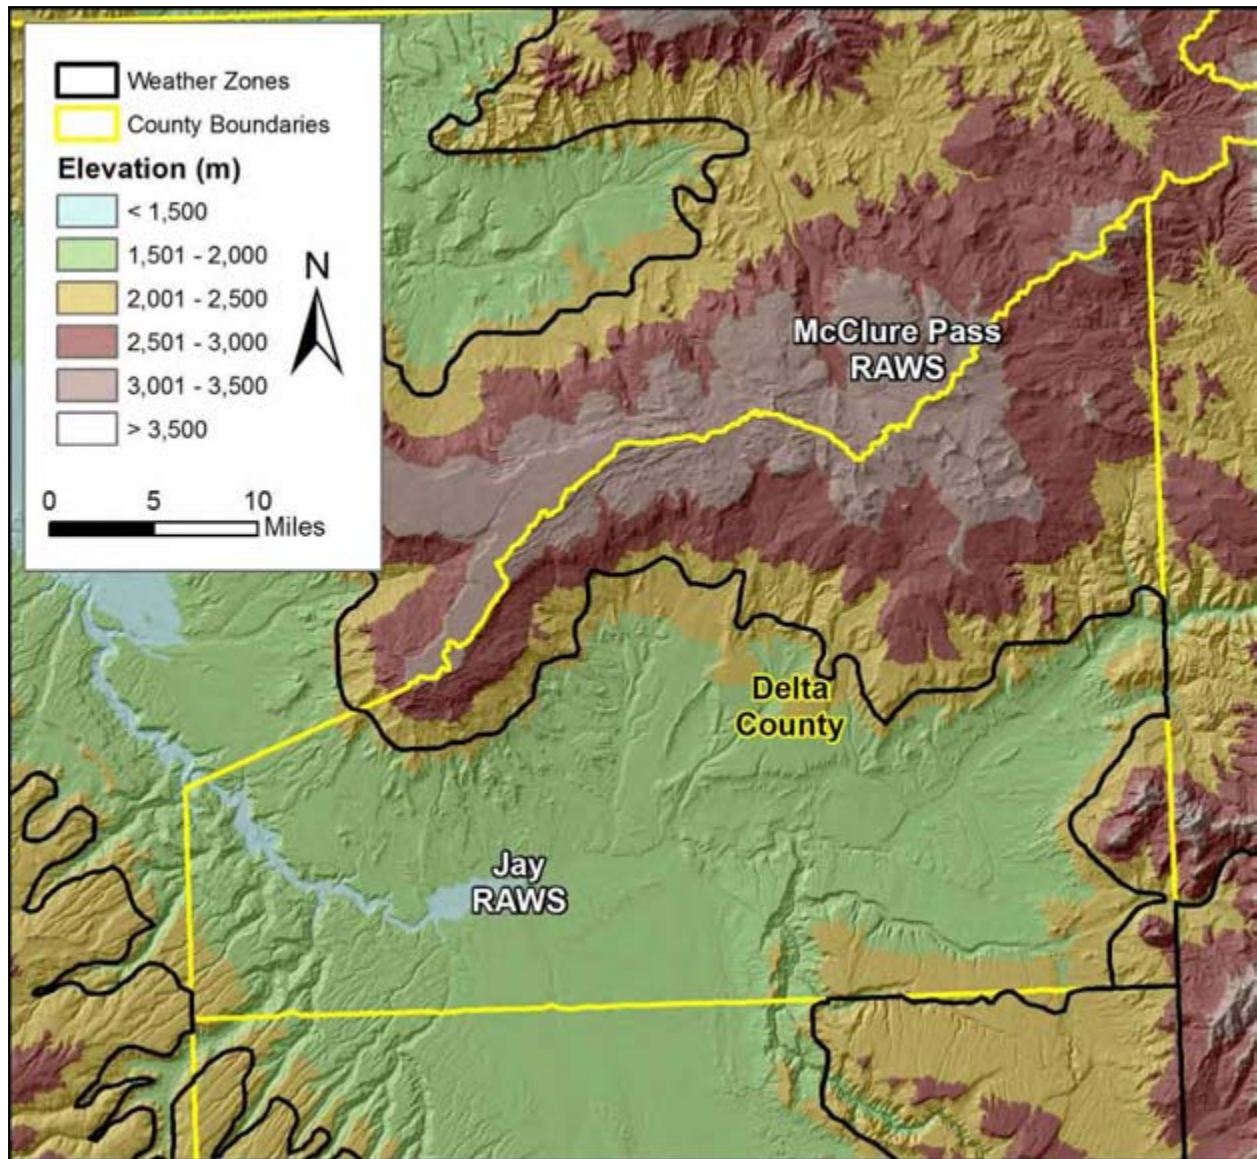 Weather Zones
County Boundaries
Elevation (m)
< 1,500
1,501 - 2,000
2,001 - 2,500
2,501 - 3,000
3,001 - 3,500
> 3,500
N
0 5 10
Miles
McClure Pass
RAWS
Delta
County
Jay
RAWS